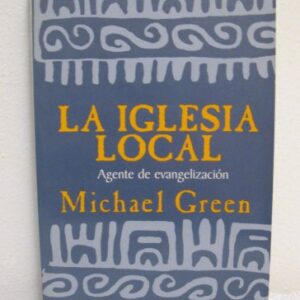 LA IGLESIA
LOCAL
Agente de evangelización
Michael Green